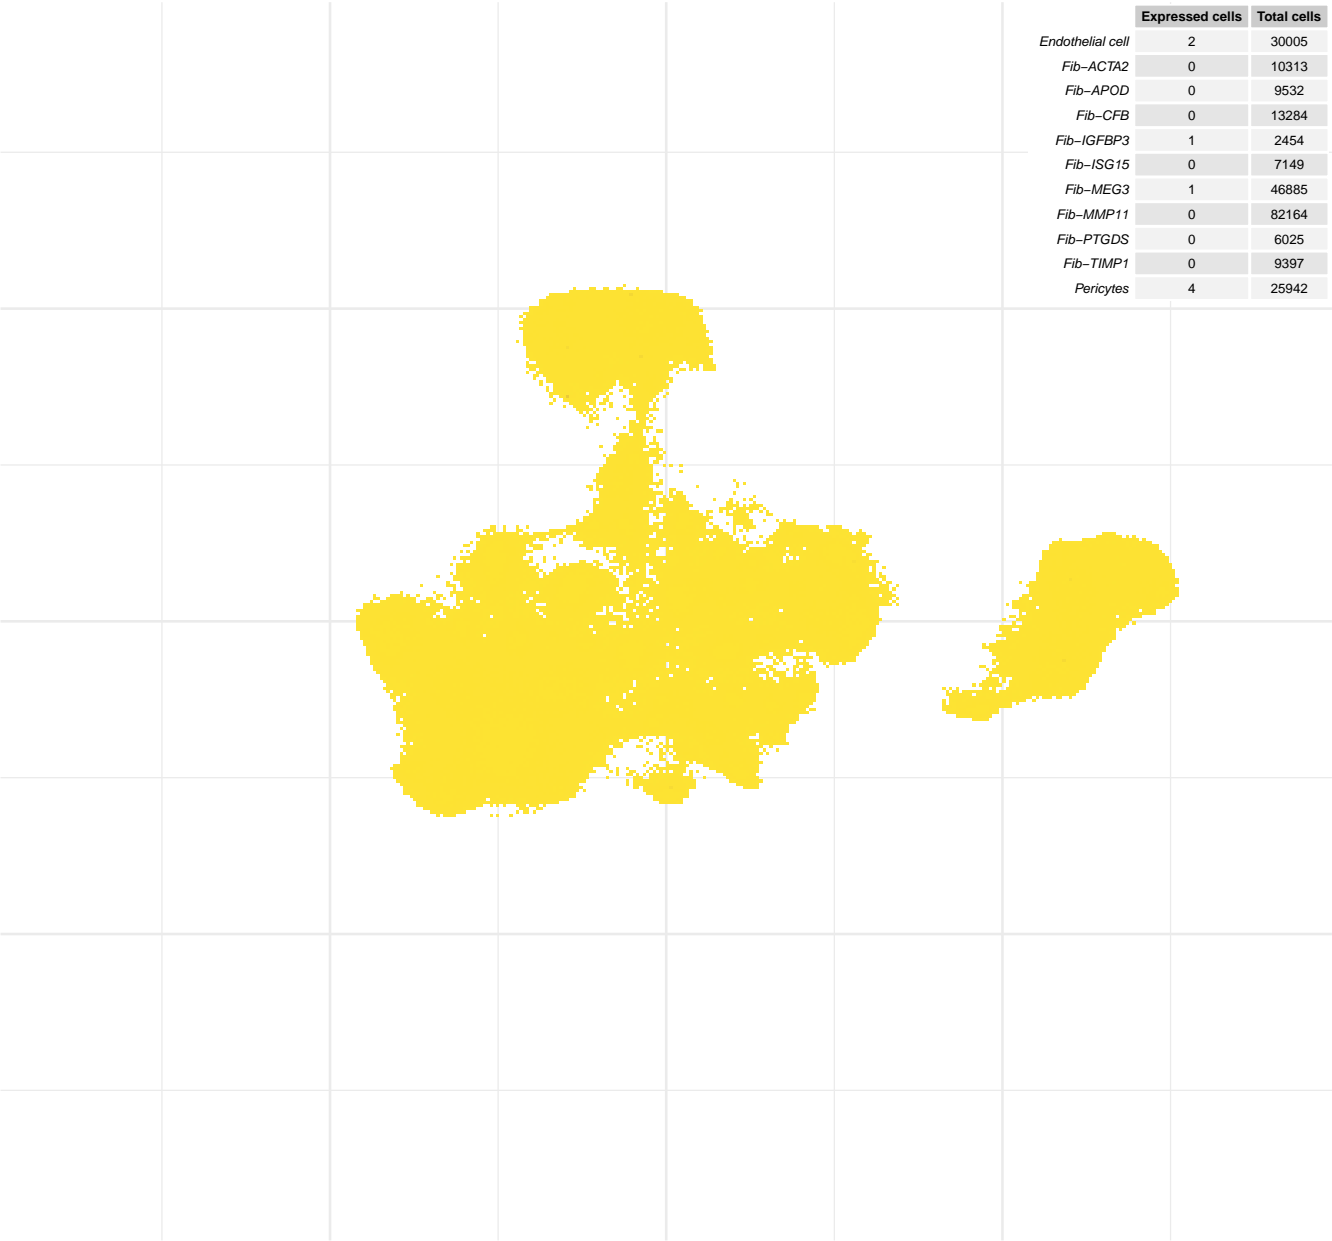 Expressed cells Total cells
Endothelial cell 2 30005
Fib−ACTA2 0 10313
Fib−APOD 0 9532
Fib−CFB 0 13284
Fib−IGFBP3 1 2454
Fib−ISG15 0 7149
Fib−MEG3 1 46885
Fib−MMP11 0 82164
Fib−PTGDS 0 6025
Fib−TIMP1 0 9397
Pericytes 4 25942